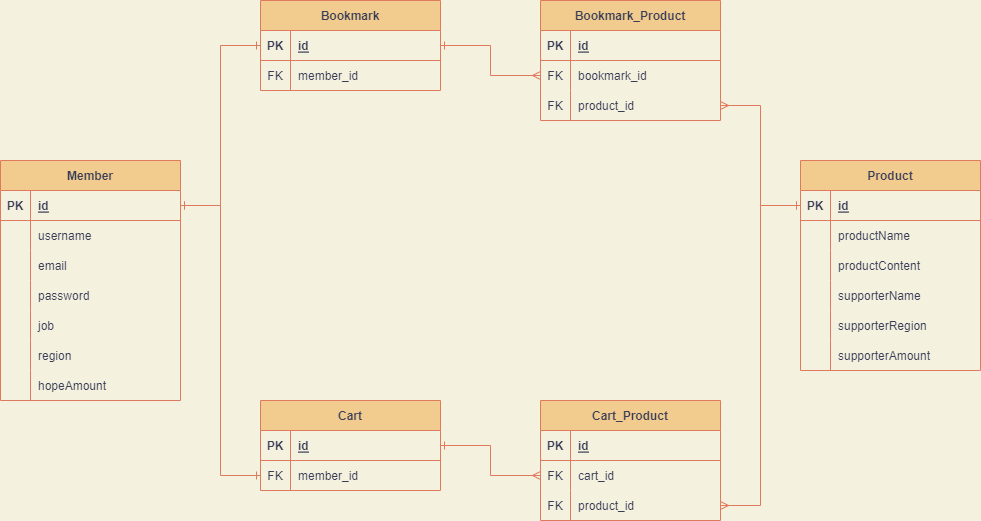 Bookmark
PK id
FK member_id
Bookmark_Product
PK id
FK bookmark_id
FK product_id
Member
PK id
username
email
password
job
region
hopeAmount
Product
PK id
productName
productContent
supporterName
supporterRegion
supporterAmount
Cart
PK id
FK member_id
Cart_Product
PK id
FK cart_id
FK product_id